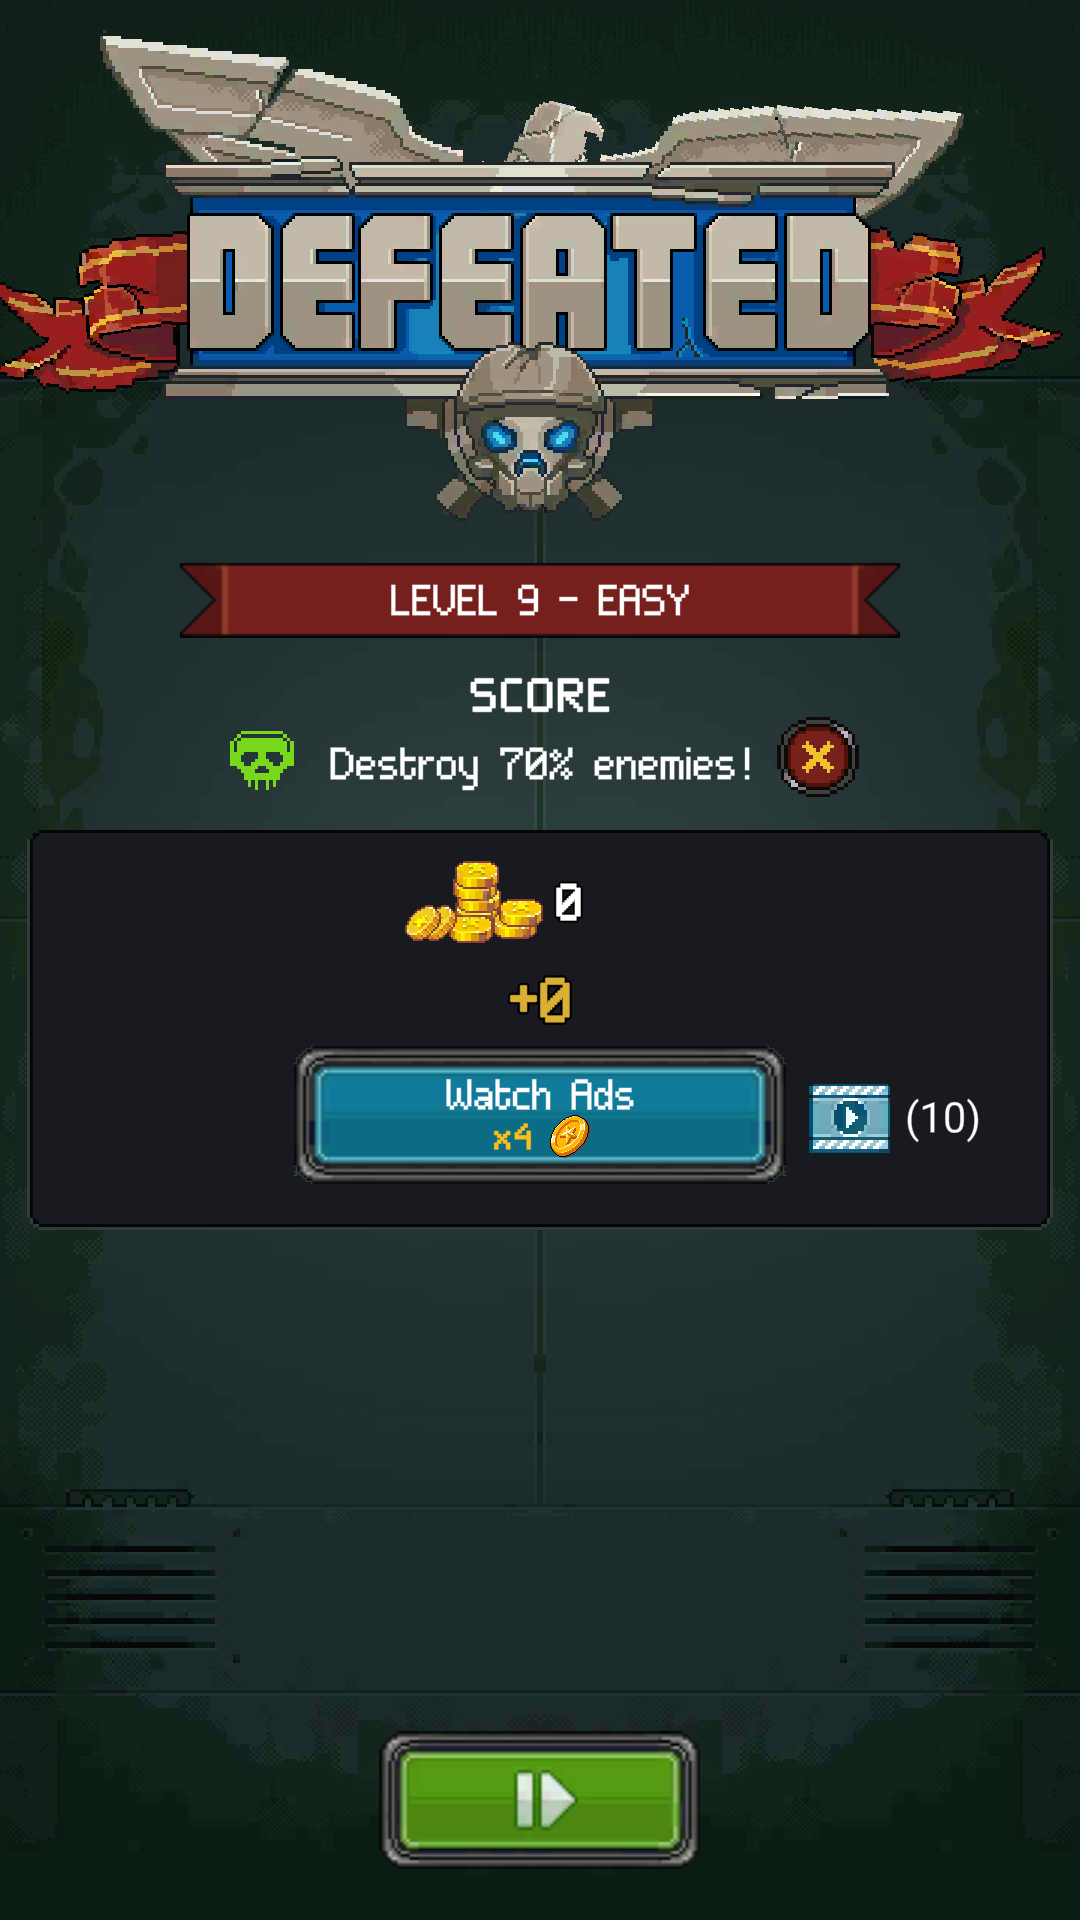 DEFEATED
LEVEL 9 - EASY
SCORE
Destroy 70% enemies!
0
+0
Watch Ads
x4
(10)